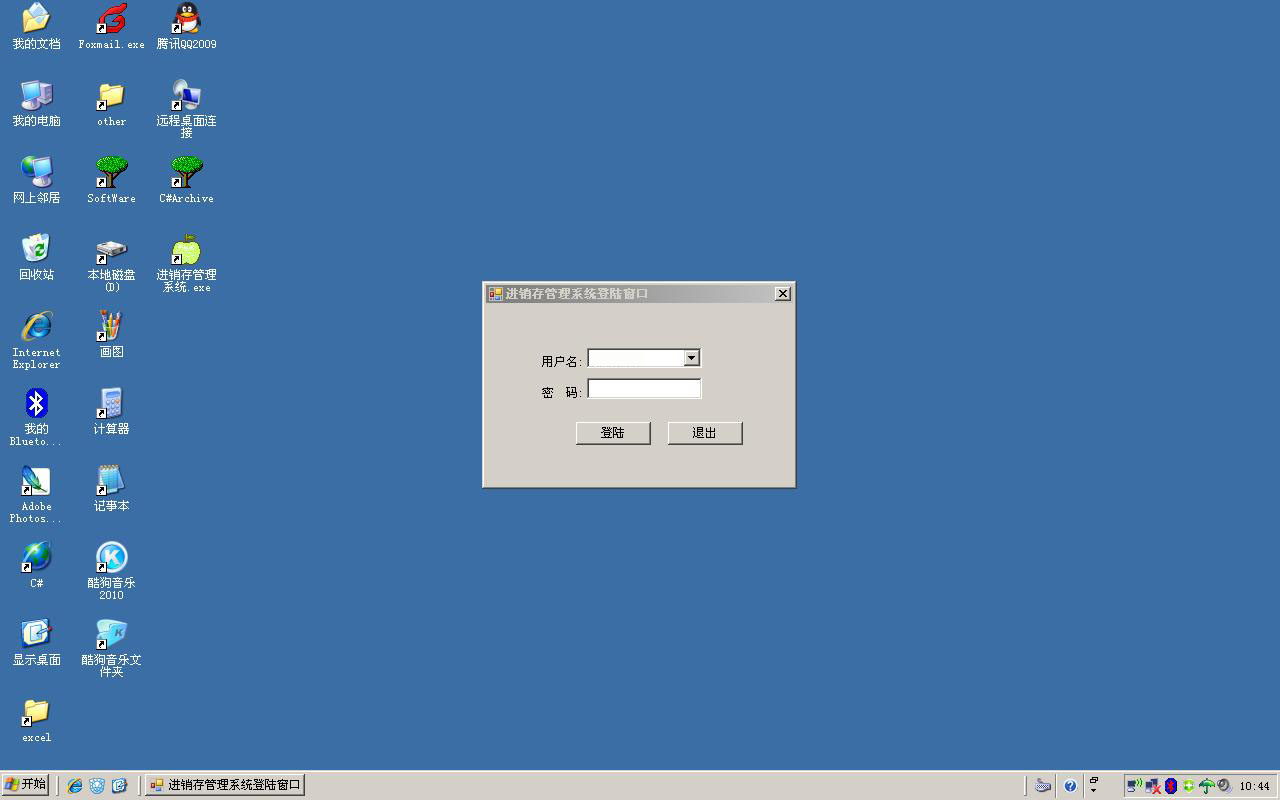 我的文档
Foxmail.exe
腾讯QQ2009
我的电脑
other
远程桌面连
接
网上邻居
SoftWare
C#Archive
回收站
本地磁盘
(D)
进销存管理
系统.exe
进销存管理系统登陆窗口
Internet
Explorer
画图
用户名:
密 码:
登陆
退出
我的
Blueto...
计算器
Adobe
Photos...
记事本
C#
酷狗音乐
2010
显示桌面
酷狗音乐文
件夹
excel
开始
进销存管理系统登陆窗口
10:44